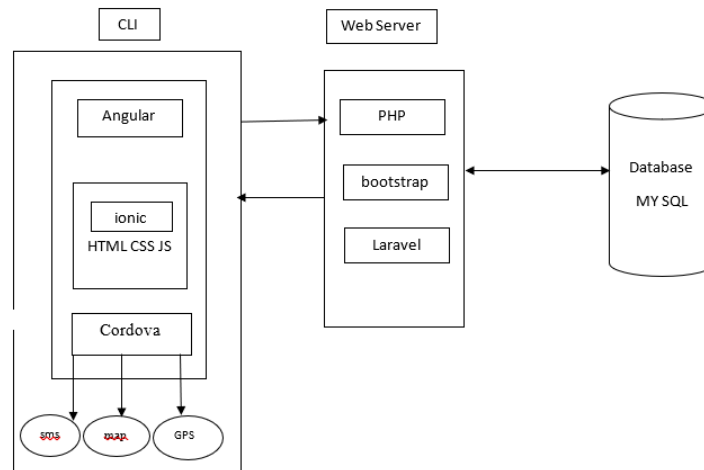 CLI
Web Server
Angular
PHP
Database
MY SQL
bootstrap
ionic
HTML CSS JS
Laravel
Cordova
sms
map
GPS